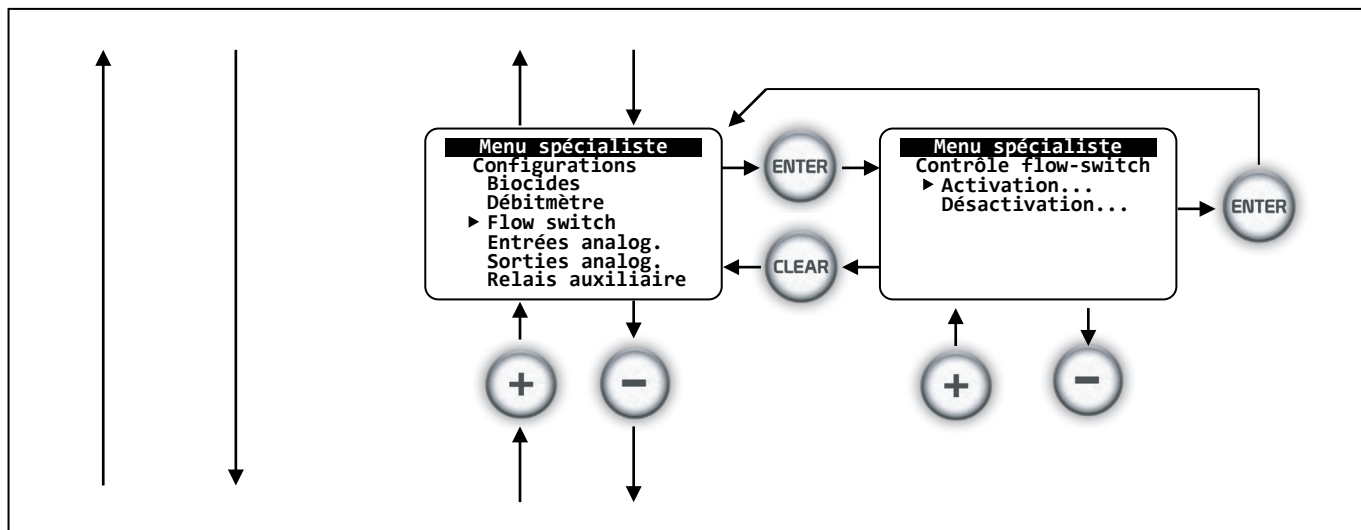 Menu spécialiste
Configurations
Biocides
Débitmètre
▶ Flow switch
Entrées analog.
Sorties analog.
Relais auxiliaire
ENTER
CLEAR
+
−
Menu spécialiste
Contrôle flow-switch
▶ Activation...
Désactivation...
ENTER
+
−